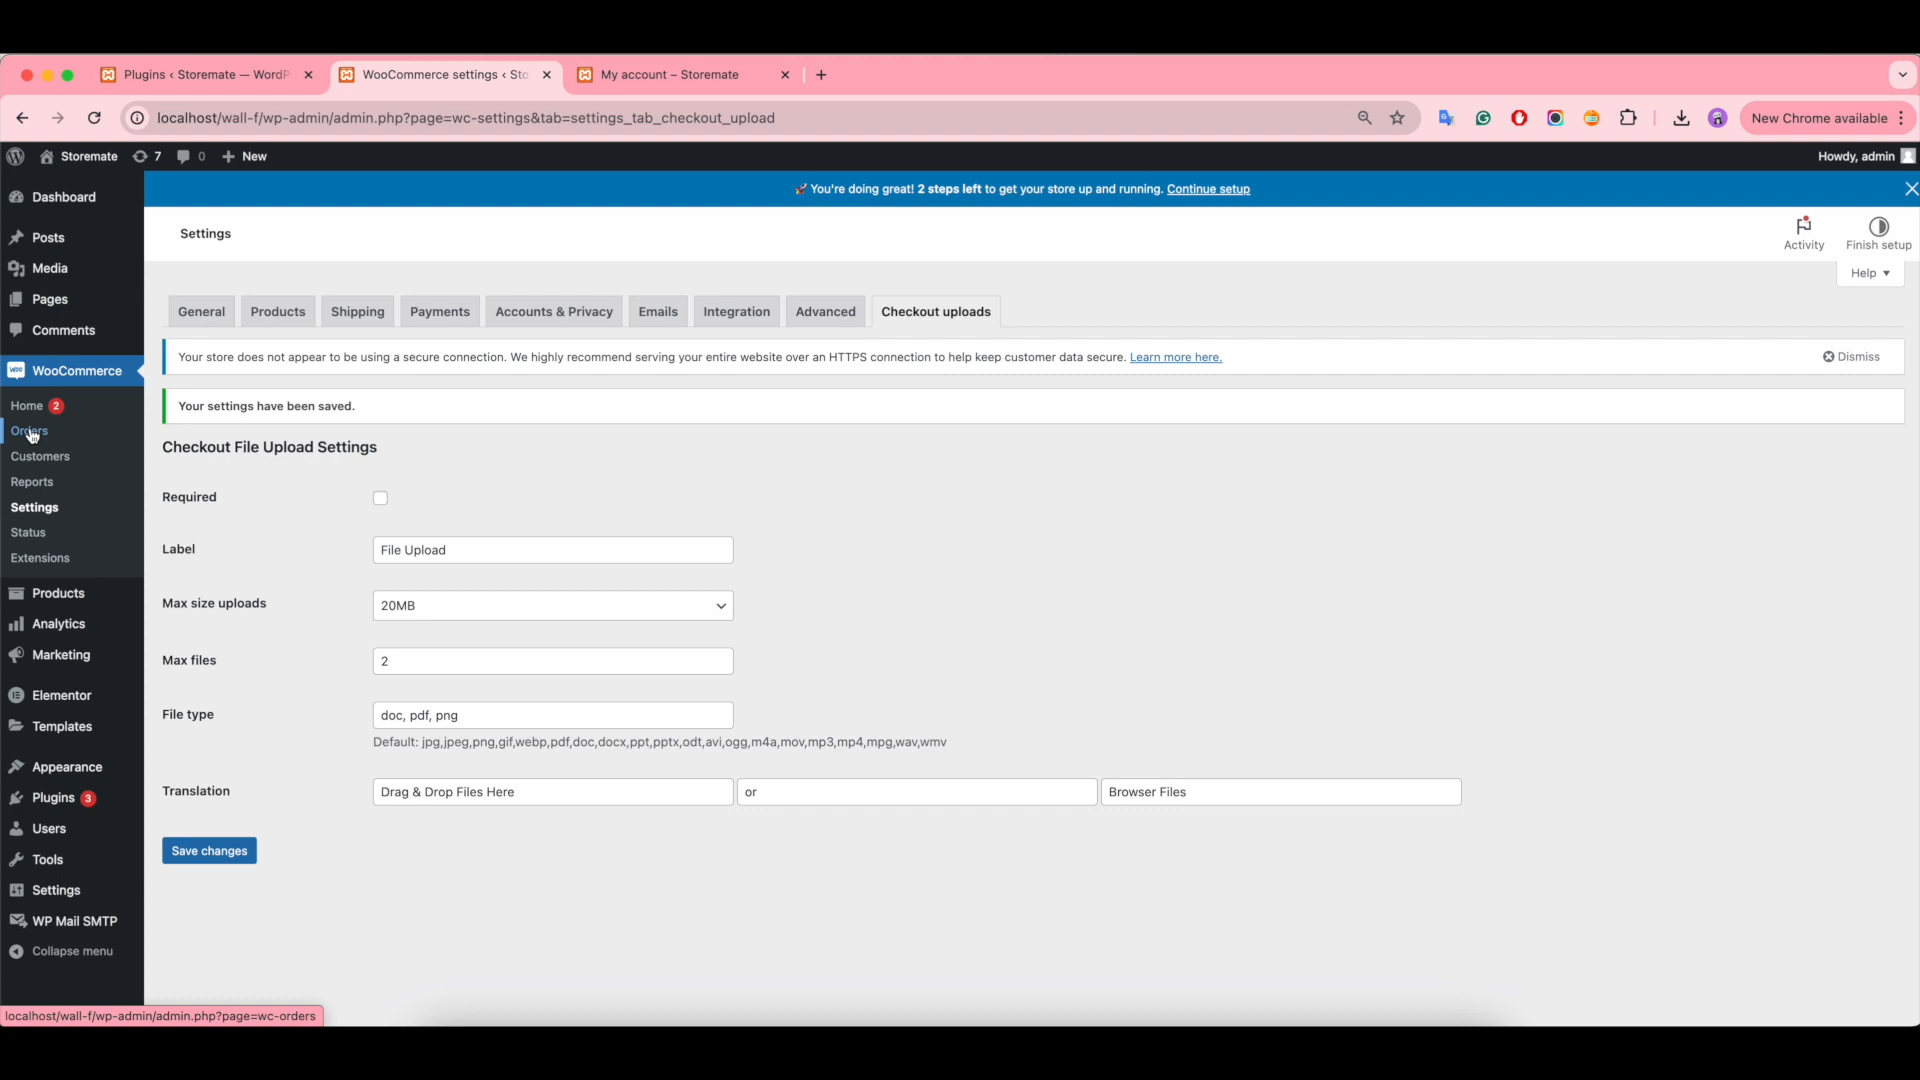 Plugins ‹ Storemate — WordP
WooCommerce settings ‹ Sto
My account – Storemate
localhost/wall-f/wp-admin/admin.php?page=wc-settings&tab=settings_tab_checkout_upload
New Chrome available
Storemate
7
0
New
Howdy, admin
🚀 You're doing great! 2 steps left to get your store up and running. Continue setup
Settings
Activity
Finish setup
Help
Dashboard
Posts
Media
Pages
Comments
WooCommerce
Home 2
Orders
Customers
Reports
Settings
Status
Extensions
Products
Analytics
Marketing
Elementor
Templates
Appearance
Plugins 3
Users
Tools
Settings
WP Mail SMTP
Collapse menu
General
Products
Shipping
Payments
Accounts & Privacy
Emails
Integration
Advanced
Checkout uploads
Your store does not appear to be using a secure connection. We highly recommend serving your entire website over an HTTPS connection to help keep customer data secure. Learn more here.
Dismiss
Your settings have been saved.
Checkout File Upload Settings
Required
Label
File Upload
Max size uploads
20MB
Max files
2
File type
doc, pdf, png
Default: jpg,jpeg,png,gif,webp,pdf,doc,docx,ppt,pptx,odt,avi,ogg,m4a,mov,mp3,mp4,mpg,wav,wmv
Translation
Drag & Drop Files Here
or
Browser Files
Save changes
localhost/wall-f/wp-admin/admin.php?page=wc-orders